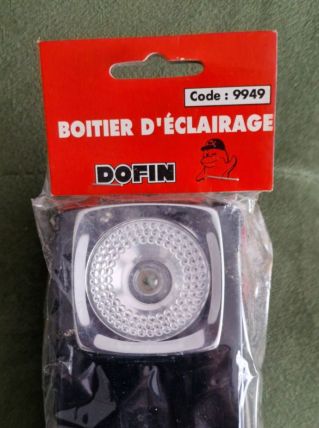 Code : 9949
BOITIER D'ÉCLAIRAGE
DOFIN